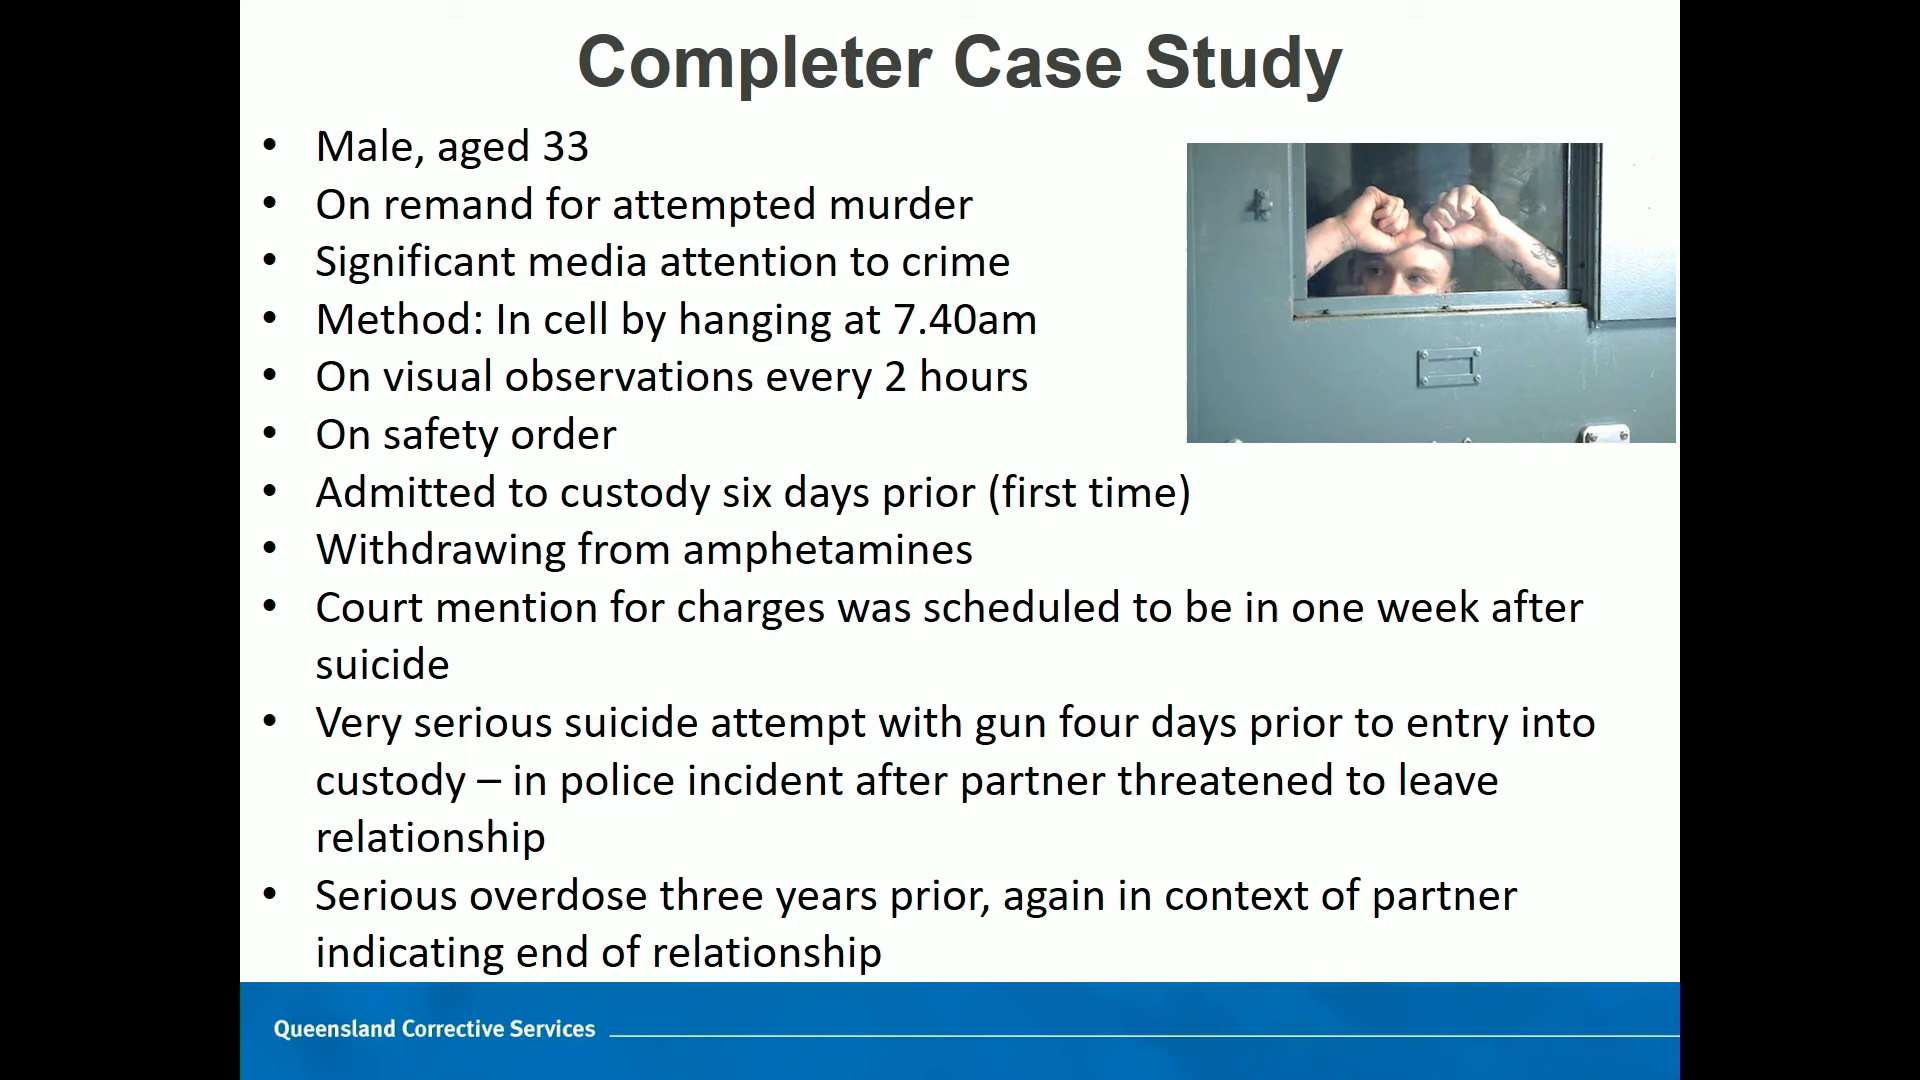 Completer Case Study
• Male, aged 33
• On remand for attempted murder
• Significant media attention to crime
• Method: In cell by hanging at 7.40am
• On visual observations every 2 hours
• On safety order
• Admitted to custody six days prior (first time)
• Withdrawing from amphetamines
• Court mention for charges was scheduled to be in one week after
suicide
• Very serious suicide attempt with gun four days prior to entry into
custody – in police incident after partner threatened to leave
relationship
• Serious overdose three years prior, again in context of partner
indicating end of relationship
Queensland Corrective Services